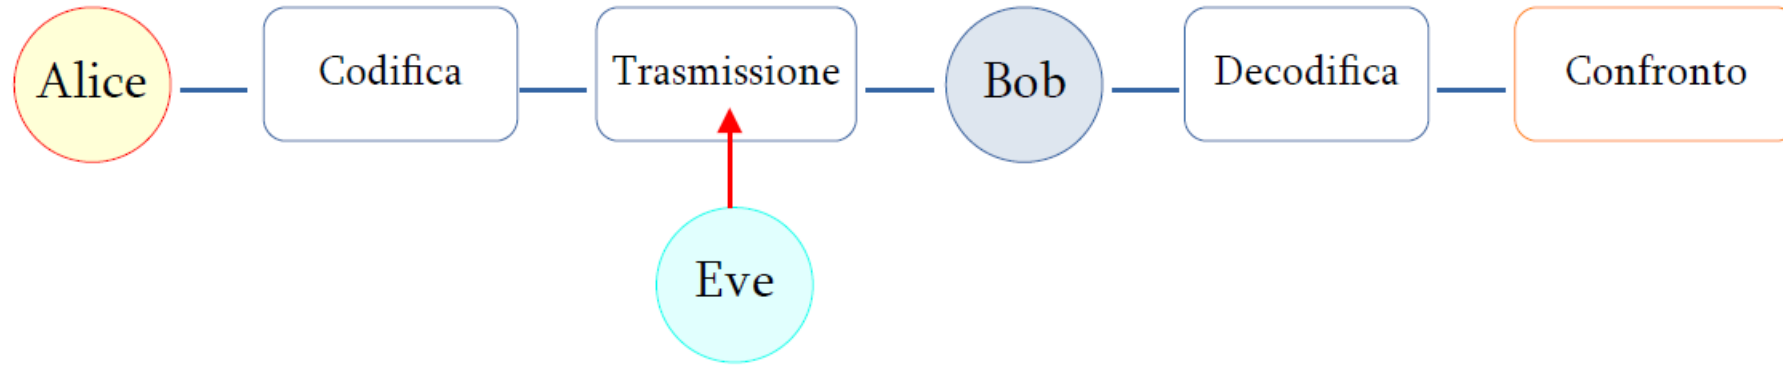 Alice
Codifica
Trasmissione
Bob
Decodifica
Confronto
Eve